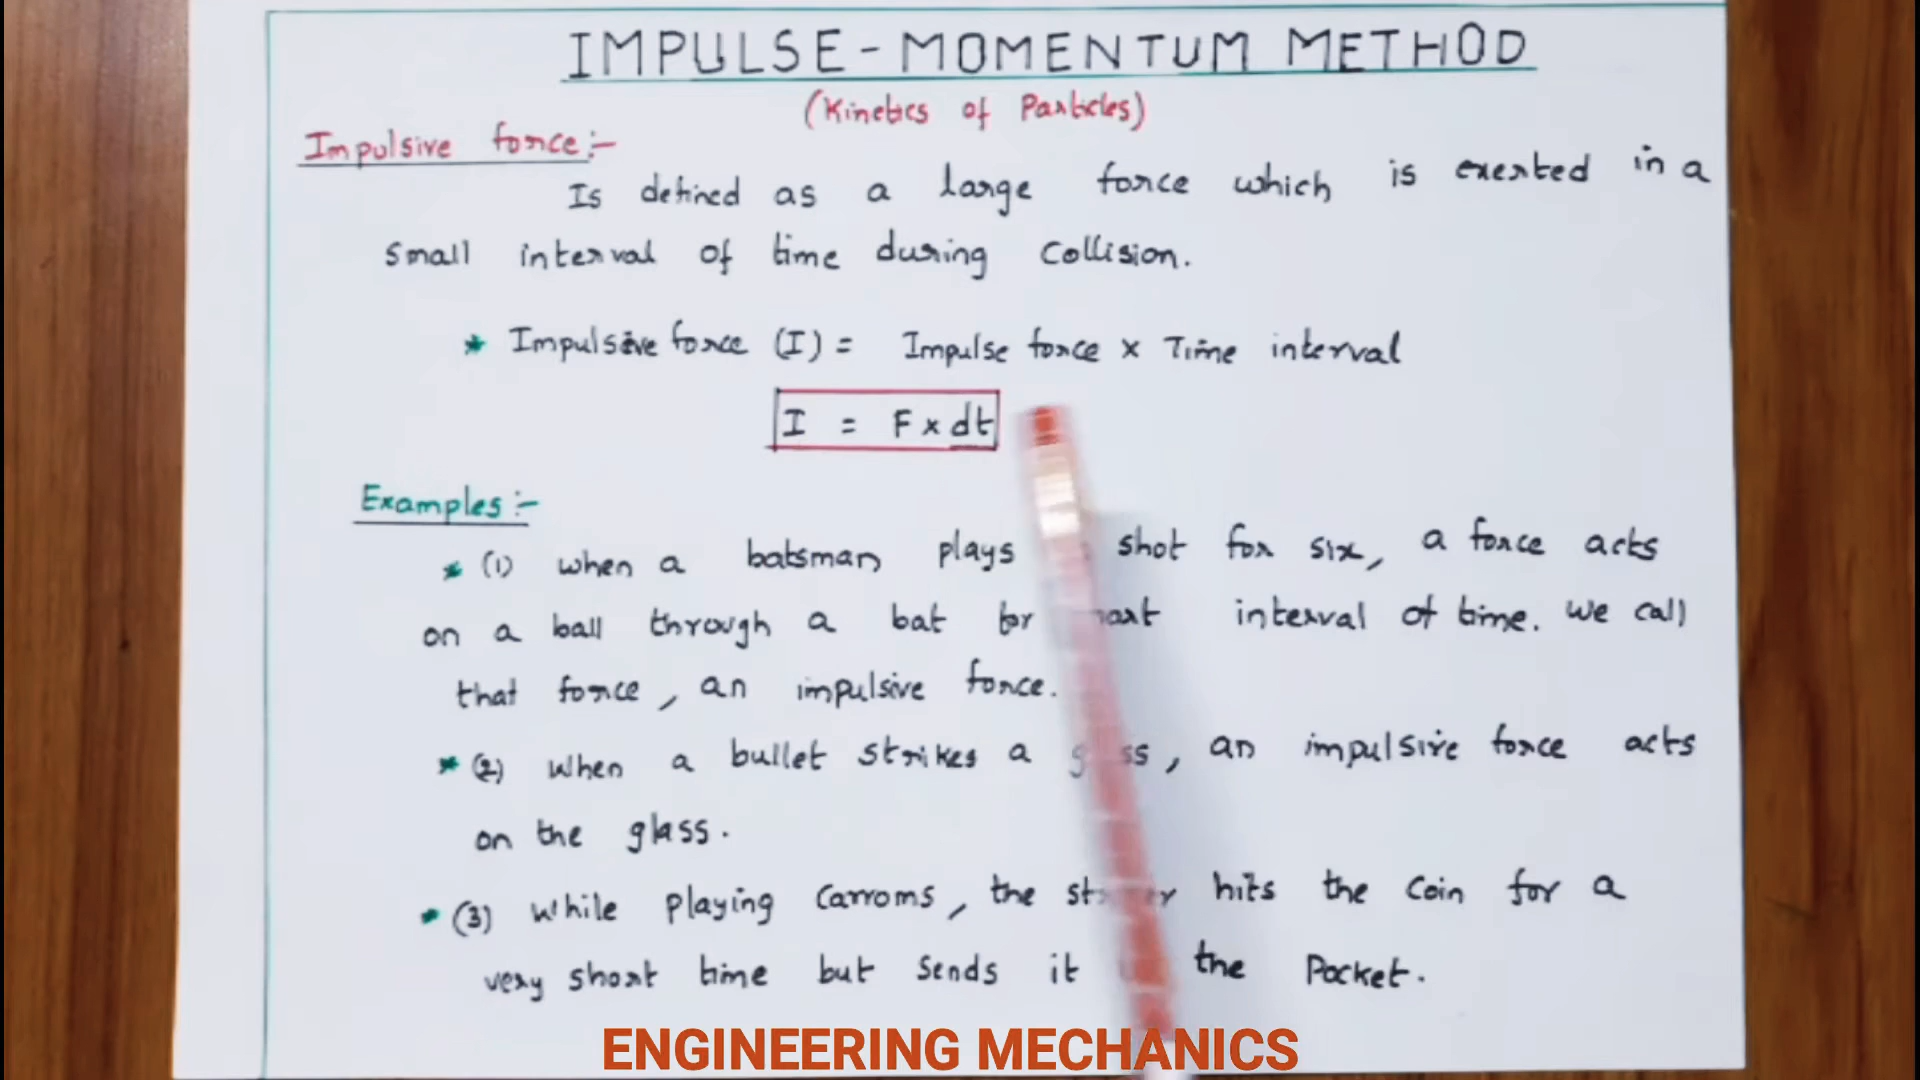 IMPULSE - MOMENTUM METHOD
(Kinetics of Particles)
Impulsive force :-
Is defined as a large force which is exerted in a
small interval of time during collision.
* Impulsive force (I) = Impulse force x Time interval
I = F x dt
Examples :-
* (1) when a batsman plays shot for six, a force acts
on a ball through a bat for interval of time. we call
that force, an impulsive force.
* (2) When a bullet strikes a , an impulsive force acts
on the glass.
* (3) While playing Carroms, the hits the Coin for a
very short time but Sends it the Pocket.
ENGINEERING MECHANICS